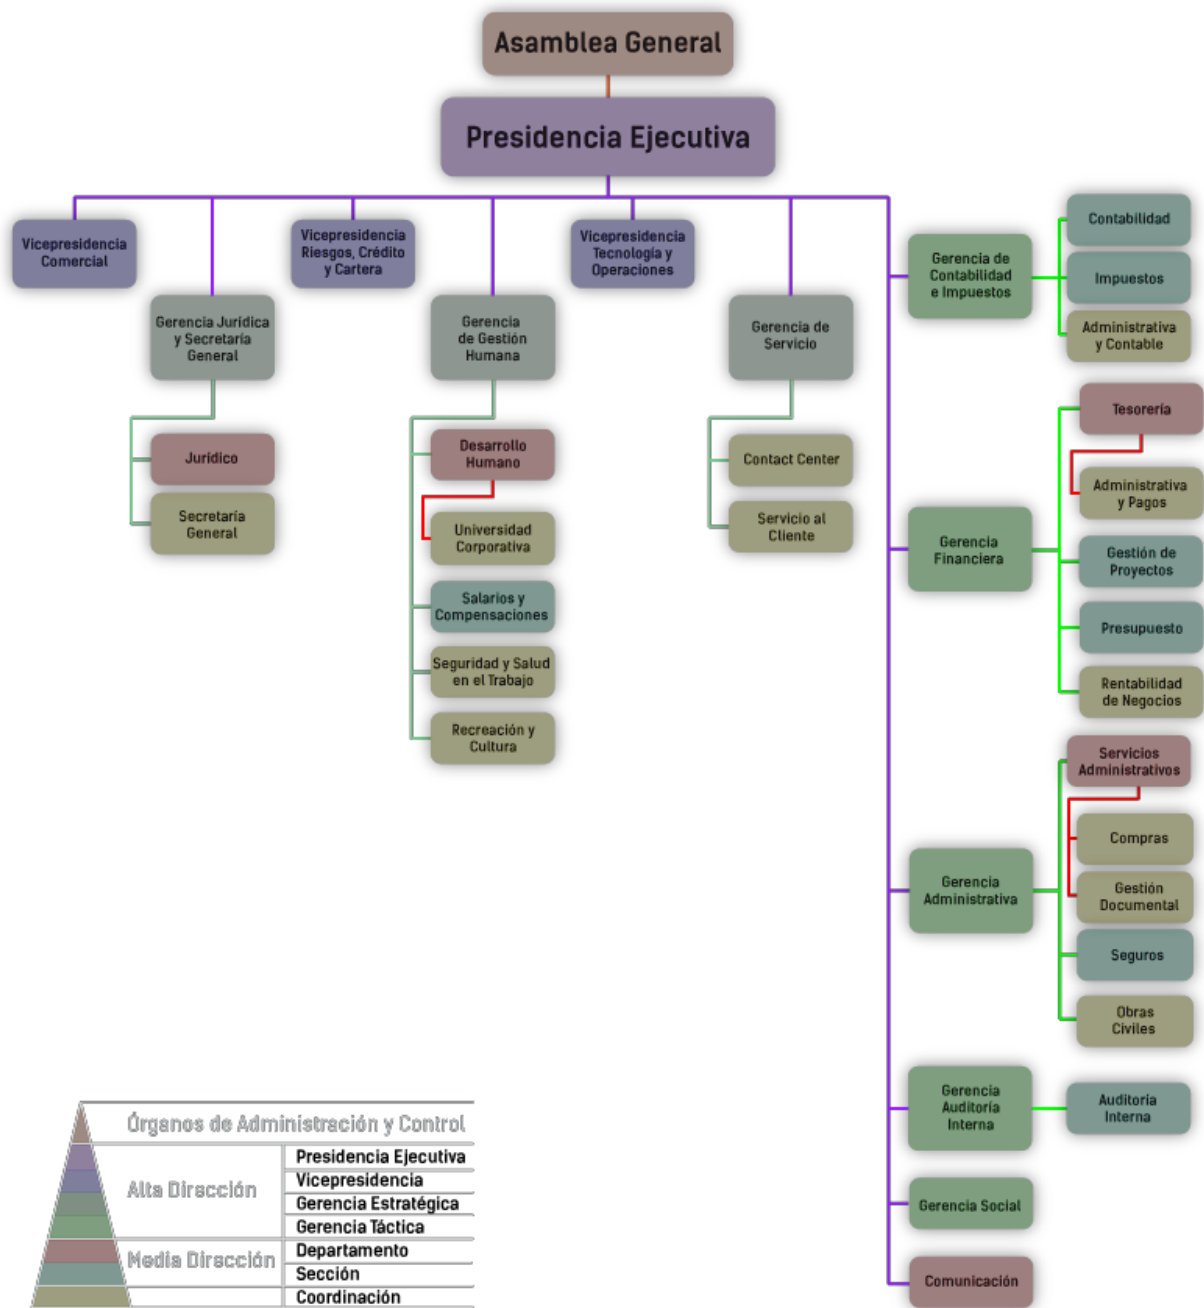 Asamblea General
Presidencia Ejecutiva
Vicepresidencia
Comercial
Vicepresidencia
Riesgos, Crédito
y Cartera
Vicepresidencia
Tecnología y
Operaciones
Gerencia Jurídica
y Secretaría
General
Jurídico
Secretaría
General
Gerencia
de Gestión
Humana
Desarrollo
Humano
Universidad
Corporativa
Salarios y
Compensaciones
Seguridad y Salud
en el Trabajo
Recreación y
Cultura
Gerencia de
Servicio
Contact Center
Servicio al
Cliente
Gerencia de
Contabilidad
e Impuestos
Contabilidad
Impuestos
Administrativa
y Contable
Gerencia
Financiera
Tesorería
Administrativa
y Pagos
Gestión de
Proyectos
Presupuesto
Rentabilidad
de Negocios
Gerencia
Administrativa
Servicios
Administrativos
Compras
Gestión
Documental
Seguros
Obras
Civiles
Gerencia
Auditoría
Interna
Auditoría
Interna
Gerencia Social
Comunicación
Órganos de Administración y Control
Alta Dirección
Presidencia Ejecutiva
Vicepresidencia
Gerencia Estratégica
Gerencia Táctica
Media Dirección
Departamento
Sección
Coordinación